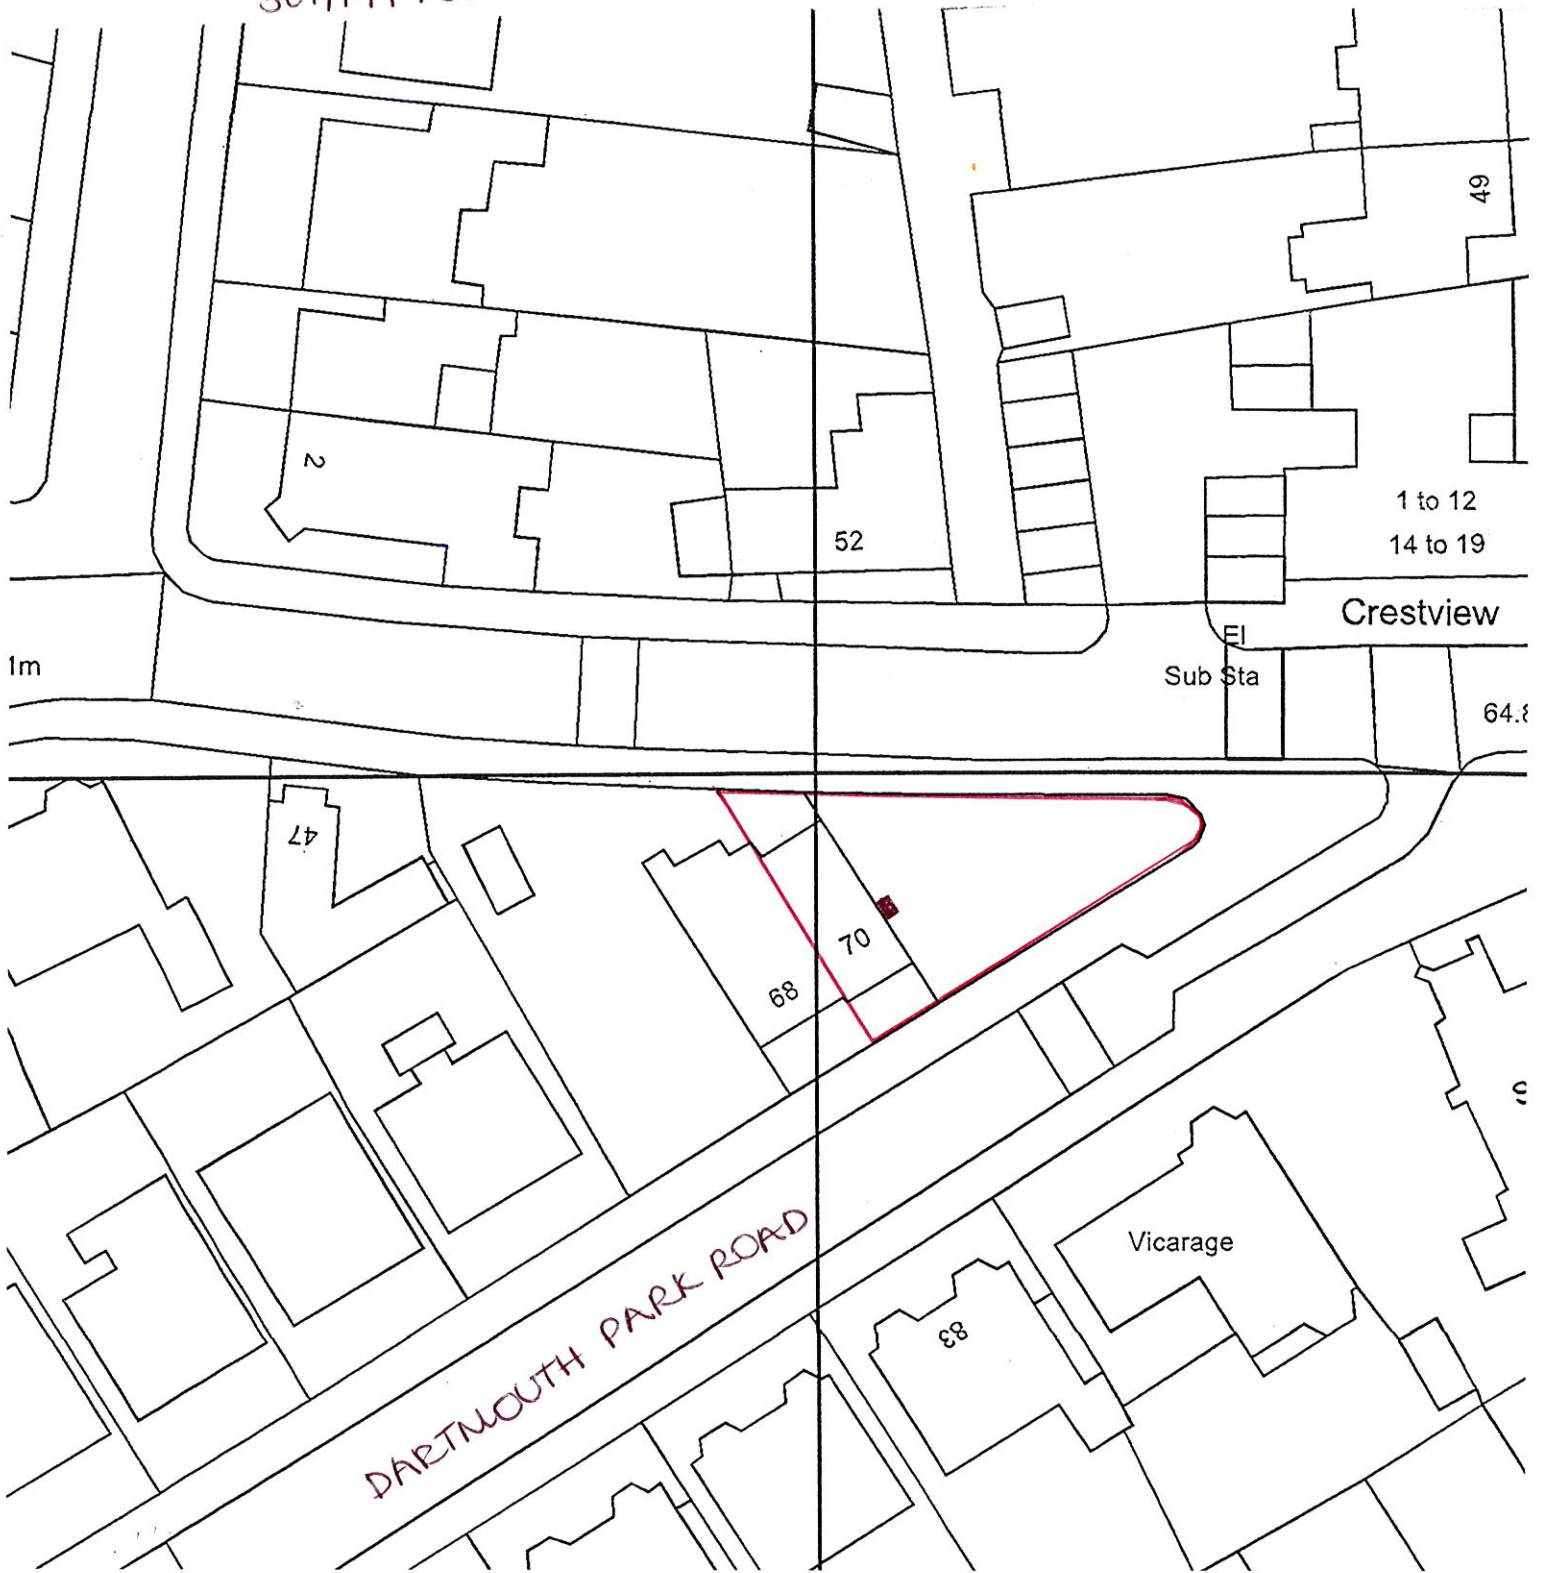 49
2
1 to 12
52
14 to 19
Crestview
El
1m
Sub Sta
64.8
47
70
68
DARTMOUTH PARK ROAD
Vicarage
83